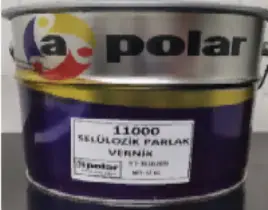 a polar
11000
SELÜLOZİK PARLAK
VERNİK
polar